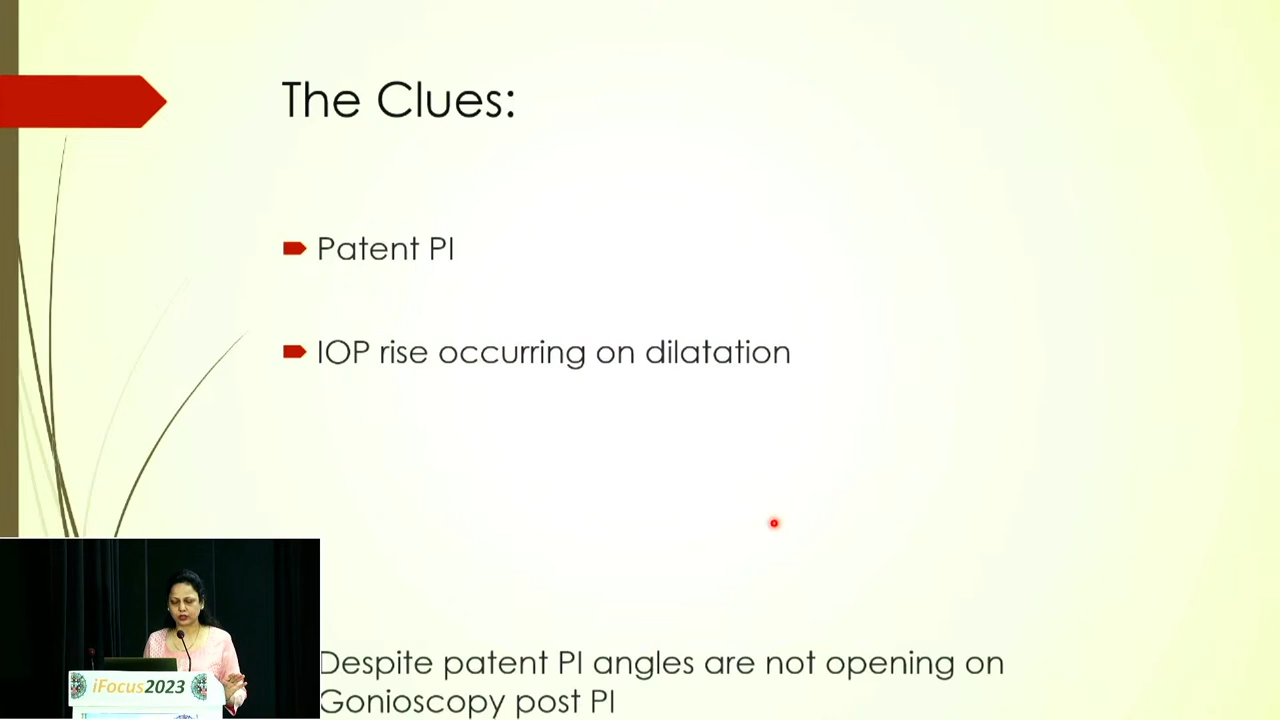 The Clues:
Patent PI
IOP rise occurring on dilatation
Despite patent PI angles are not opening on
Gonioscopy post PI
iFocus2023